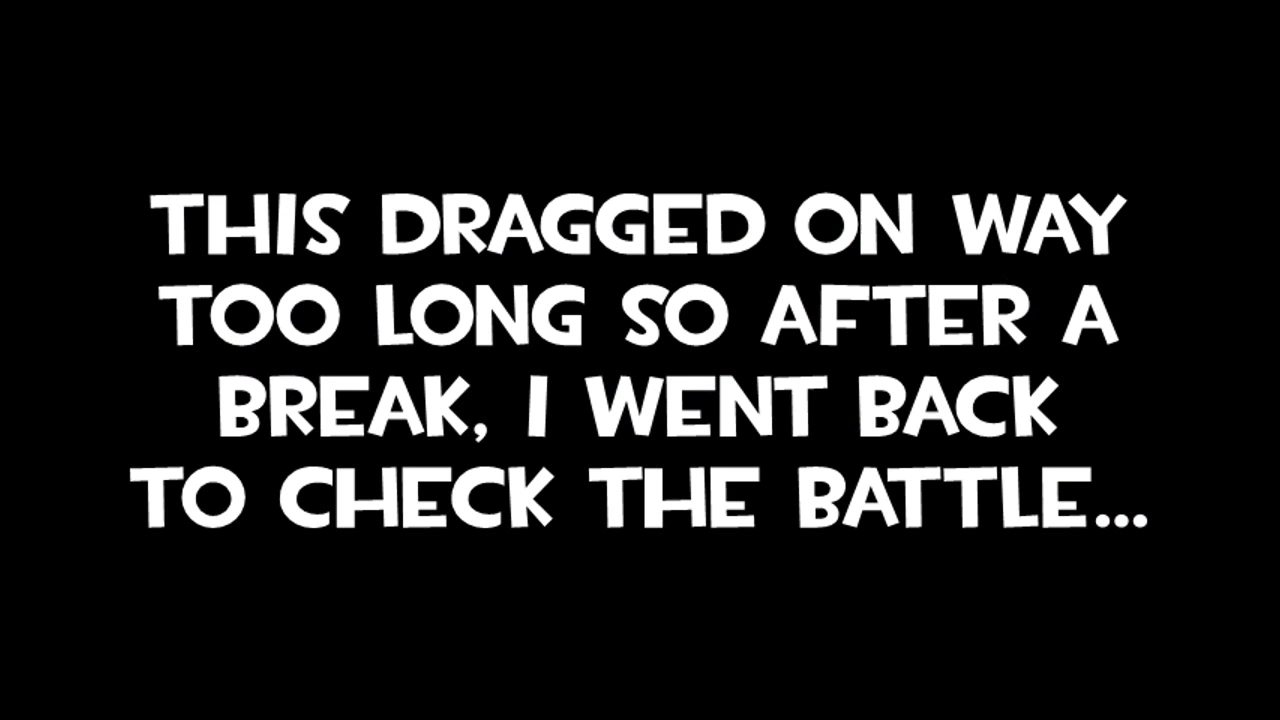 THIS DRAGGED ON WAY
TOO LONG SO AFTER A
BREAK, I WENT BACK
TO CHECK THE BATTLE...